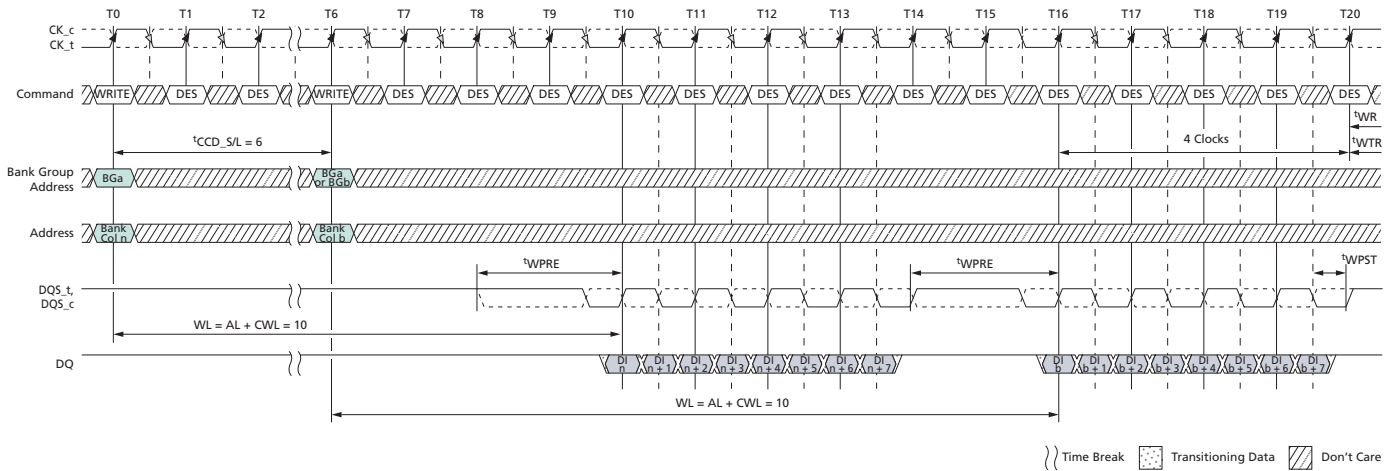 T0 T1 T2 T6 T7 T8 T9 T10 T11 T12 T13 T14 T15 T16 T17 T18 T19 T20
CK_c
CK_t
Command WRITE DES DES WRITE DES DES DES DES DES DES DES DES DES DES DES DES DES DES
tWR
tCCD_S/L = 6 4 Clocks tWTR
Bank Group
Address
BGa
BGa
or BGb
Address
Bank
Col n
Bank
Col b
tWPRE tWPRE tWPST
DQS_t,
DQS_c
WL = AL + CWL = 10
DQ
DI
n
DI
n + 1
DI
n + 2
DI
n + 3
DI
n + 4
DI
n + 5
DI
n + 6
DI
n + 7
DI
b
DI
b + 1
DI
b + 2
DI
b + 3
DI
b + 4
DI
b + 5
DI
b + 6
DI
b + 7
WL = AL + CWL = 10
Time Break Transitioning Data Don't Care